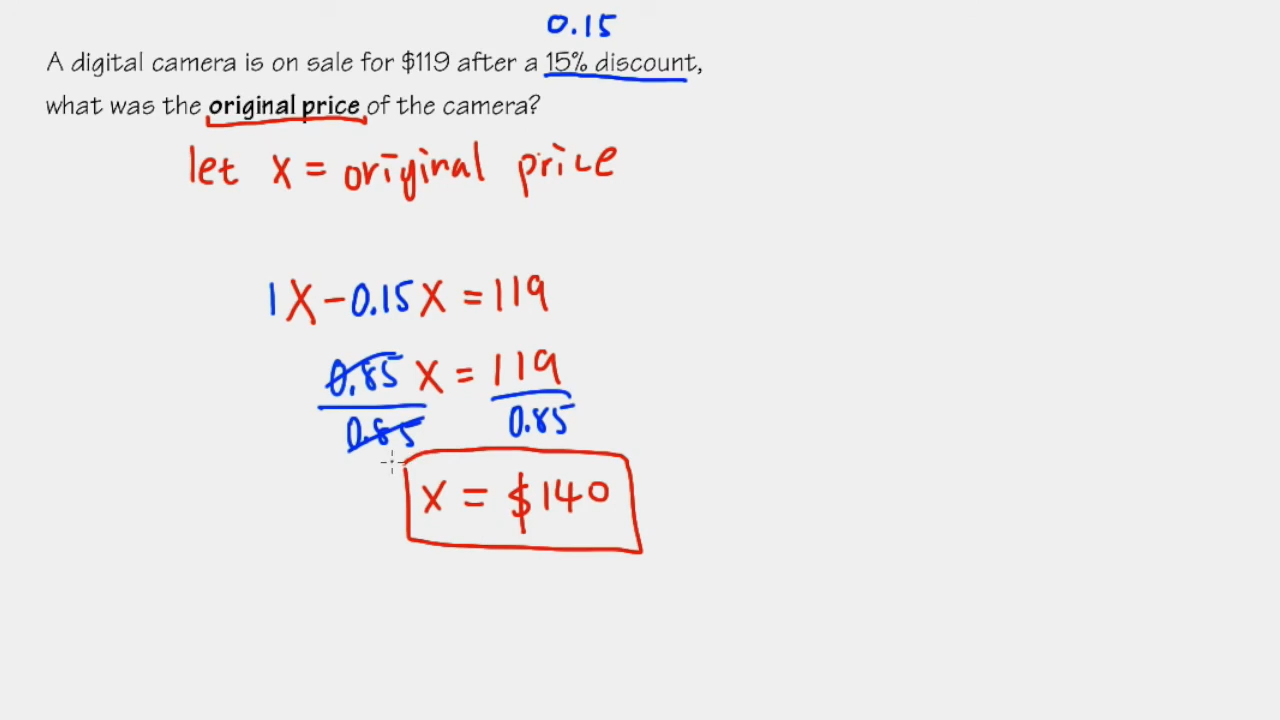 0.15
A digital camera is on sale for $119 after a 15% discount,
what was the original price of the camera?
let x = original price
1x - 0.15x = 119
0.85x = 119
0.85 0.85
x = $140